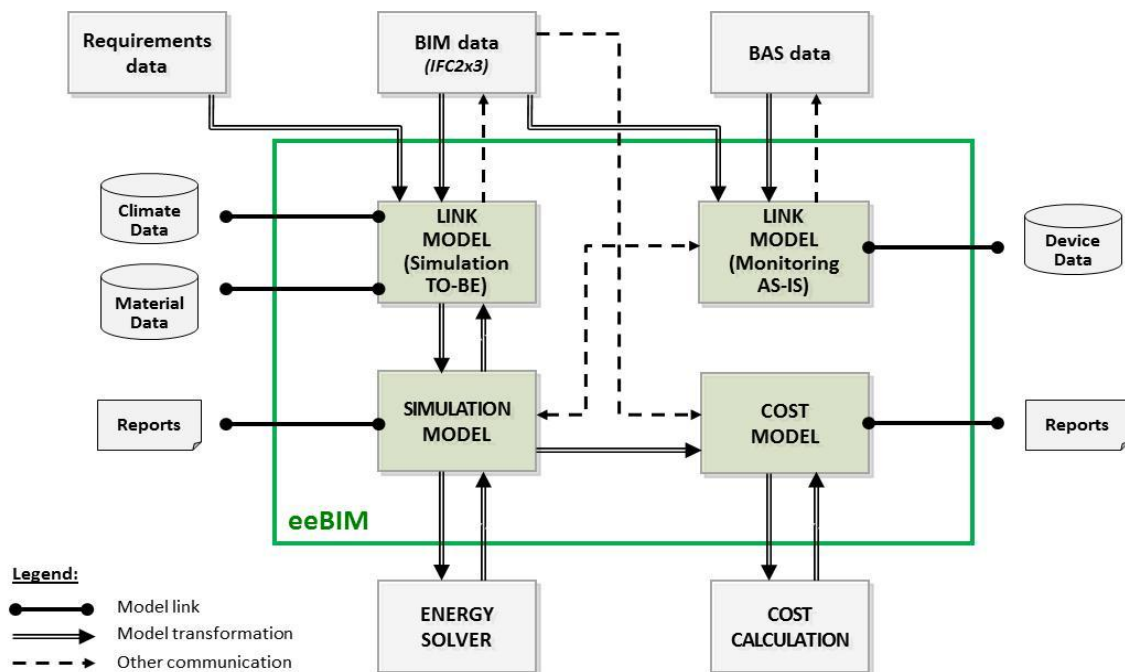 Requirements
data
BIM data
(IFC2x3)
BAS data
Climate
Data
Material
Data
LINK
MODEL
(Simulation
TO-BE)
LINK
MODEL
(Monitoring
AS-IS)
Device
Data
Reports
SIMULATION
MODEL
COST
MODEL
Reports
eeBIM
Legend:
Model link
Model transformation
Other communication
ENERGY
SOLVER
COST
CALCULATION